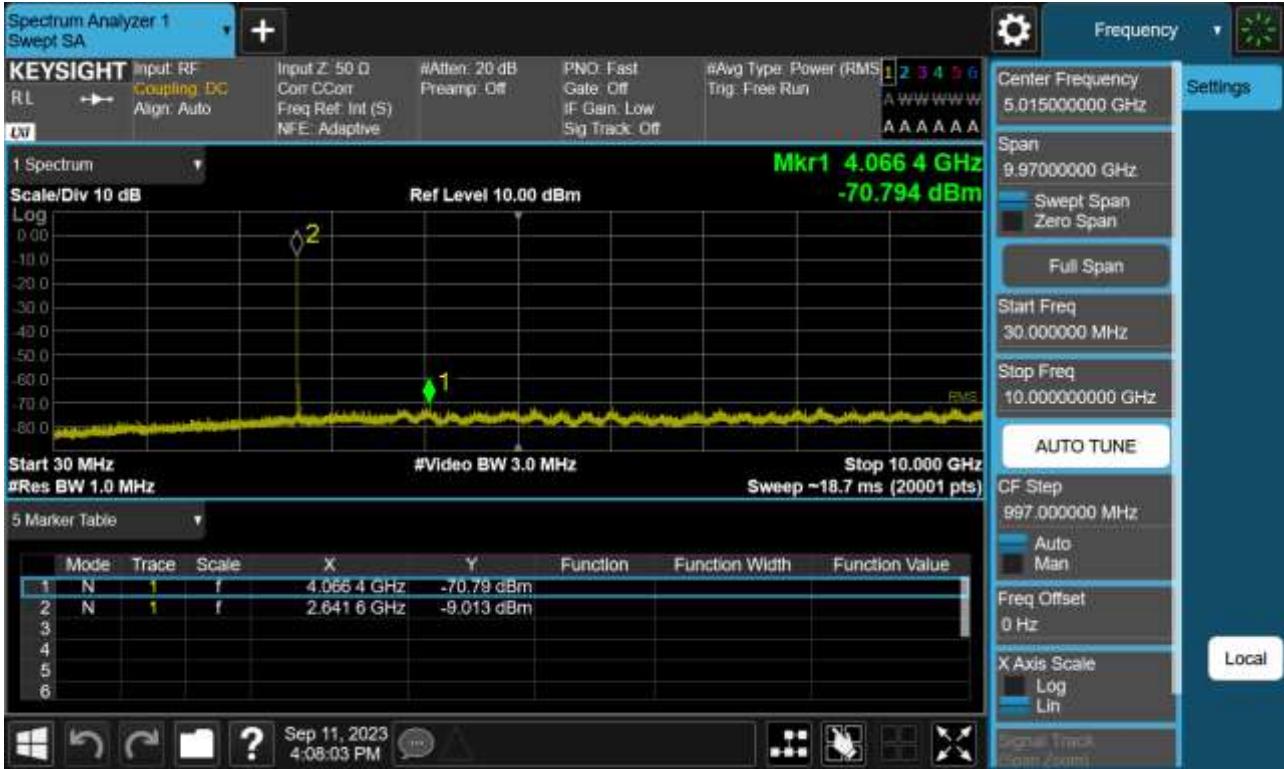 Spectrum Analyzer 1
Swept SA
Frequency
KEYSIGHT
RL
LXI
Input: RF
Coupling: DC
Align: Auto
Input Z: 50 Ω
Corr CCorr
Freq Ref: Int (S)
NFE: Adaptive
#Atten: 20 dB
Preamp: Off
PNO: Fast
Gate: Off
IF Gain: Low
Sig Track: Off
#Avg Type: Power (RMS
Trig: Free Run
1 2 3 4 5 6
A W W W W W
A A A A A A
1 Spectrum
Scale/Div 10 dB
Ref Level 10.00 dBm
Mkr1 4.066 4 GHz
-70.794 dBm
Log
0.00
-10.0
-20.0
-30.0
-40.0
-50.0
-60.0
-70.0
-80.0
2
1
RMS
Start 30 MHz
#Video BW 3.0 MHz
Stop 10.000 GHz
#Res BW 1.0 MHz
Sweep ~18.7 ms (20001 pts)
5 Marker Table
Mode Trace Scale X Y Function Function Width Function Value
1 N 1 f 4.066 4 GHz -70.79 dBm
2 N 1 f 2.641 6 GHz -9.013 dBm
3
4
5
6
Sep 11, 2023
4:08:03 PM
?
Center Frequency
5.015000000 GHz
Settings
Span
9.97000000 GHz
Swept Span
Zero Span
Full Span
Start Freq
30.000000 MHz
Stop Freq
10.000000000 GHz
AUTO TUNE
CF Step
997.000000 MHz
Auto
Man
Freq Offset
0 Hz
X Axis Scale
Log
Lin
Signal Track
(Span Zoom)
Local